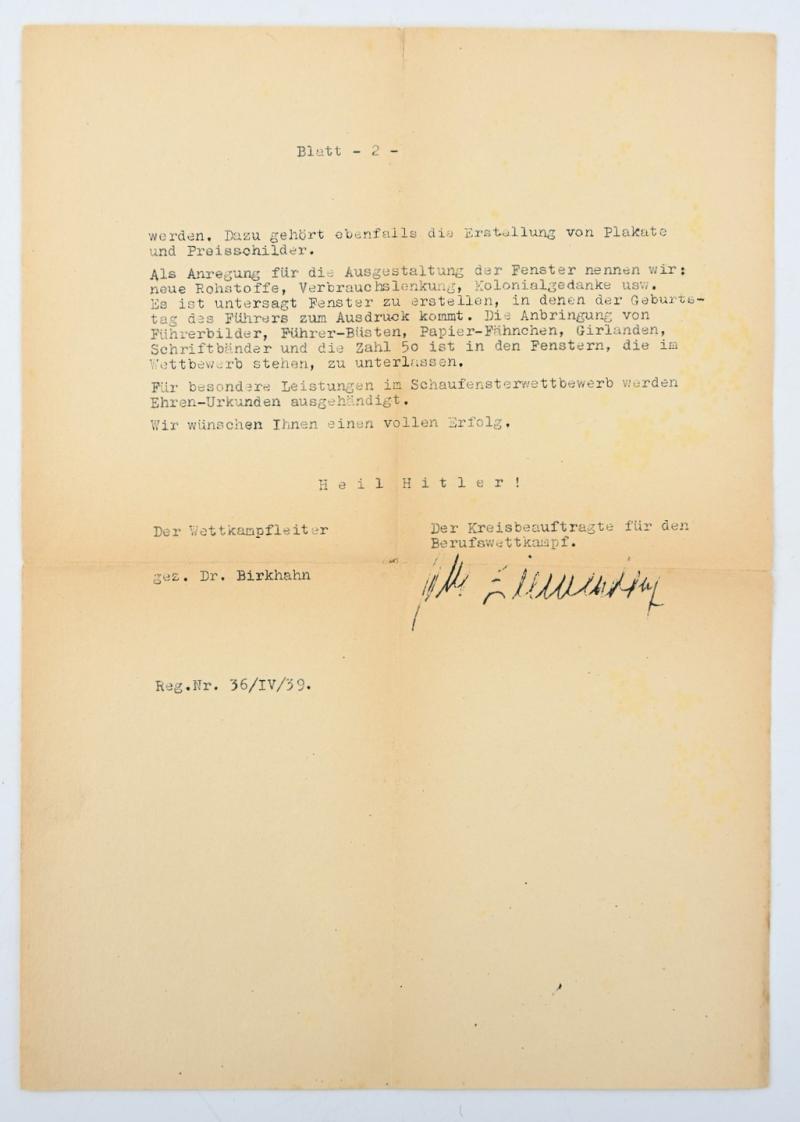 Blatt - 2 -
werden. Dazu gehört ebenfalls die Erstellung von Plakate
und Preisschilder.
Als Anregung für die Ausgestaltung der Fenster nennen wir:
neue Rohstoffe, Verbrauchslenkung, Kolonialgedanke usw.
Es ist untersagt Fenster zu erstellen, in denen der Geburts-
tag des Führers zum Ausdruck kommt. Die Anbringung von
Führerbilder, Führer-Büsten, Papier-Fähnchen, Girlanden,
Schriftbänder und die Zahl 5o ist in den Fenstern, die im
Wettbewerb stehen, zu unterlassen.
Für besondere Leistungen im Schaufensterwettbewerb werden
Ehren-Urkunden ausgehändigt.
Wir wünschen Ihnen einen vollen Erfolg.
H e i l  H i t l e r !
Der Wettkampfleiter
gez. Dr. Birkhahn
Der Kreisbeauftragte für den
Berufswettkampf.
Reg.Nr. 36/IV/39.